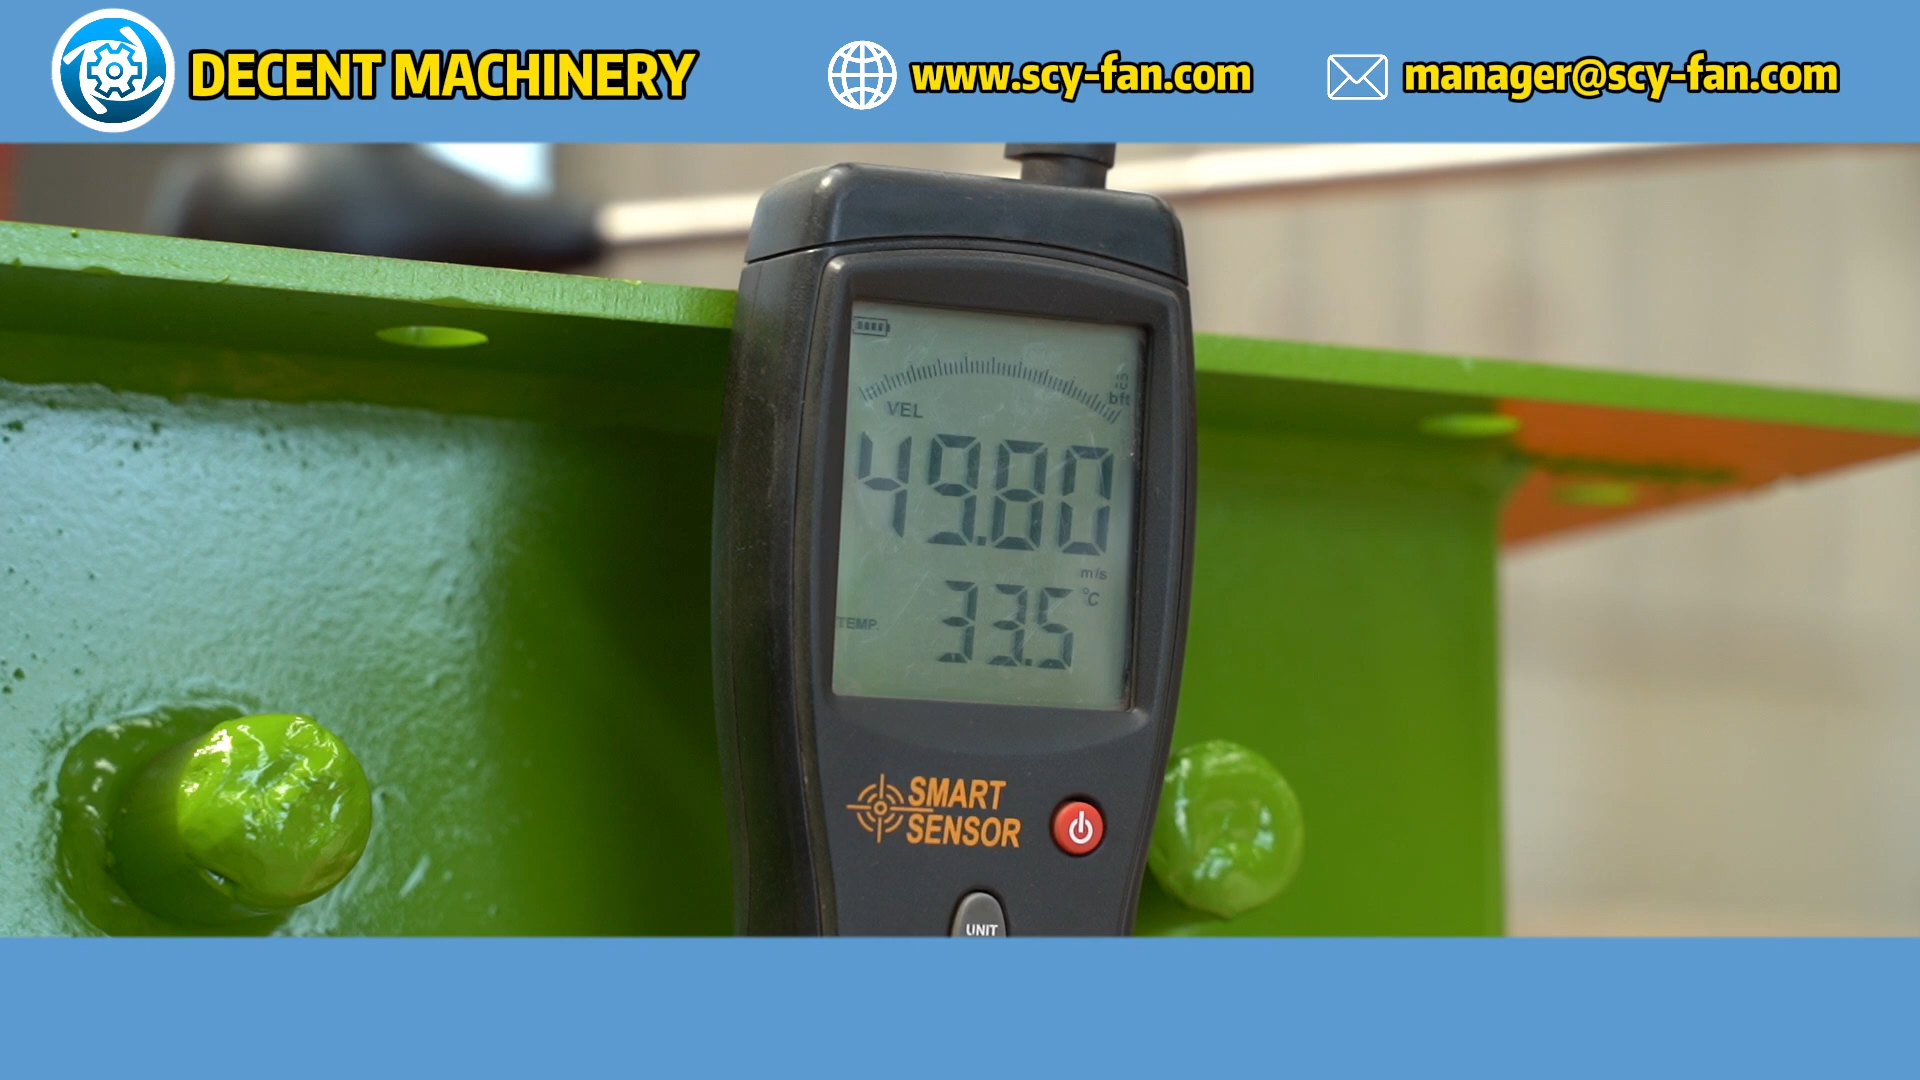 DECENT MACHINERY
www.scy-fan.com
manager@scy-fan.com
bft
VEL
49.80
m/s
33.5
°C
TEMP.
SMART
SENSOR
UNIT